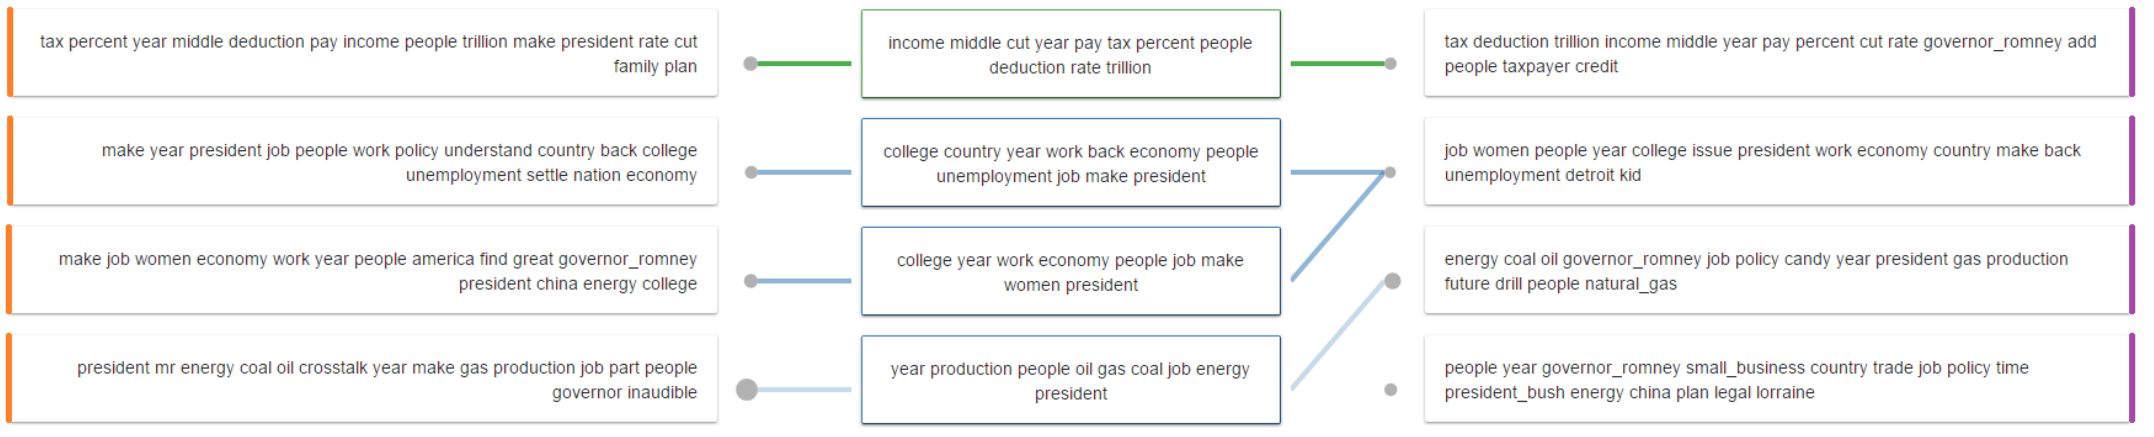 tax percent year middle deduction pay income people trillion make president rate cut
family plan
income middle cut year pay tax percent people
deduction rate trillion
tax deduction trillion income middle year pay percent cut rate governor_romney add
people taxpayer credit
make year president job people work policy understand country back college
unemployment settle nation economy
college country year work back economy people
unemployment job make president
job women people year college issue president work economy country make back
unemployment detroit kid
make job women economy work year people america find great governor_romney
president china energy college
college year work economy people job make
women president
energy coal oil governor_romney job policy candy year president gas production
future drill people natural_gas
president mr energy coal oil crosstalk year make gas production job part people
governor inaudible
year production people oil gas coal job energy
president
people year governor_romney small_business country trade job policy time
president_bush energy china plan legal lorraine